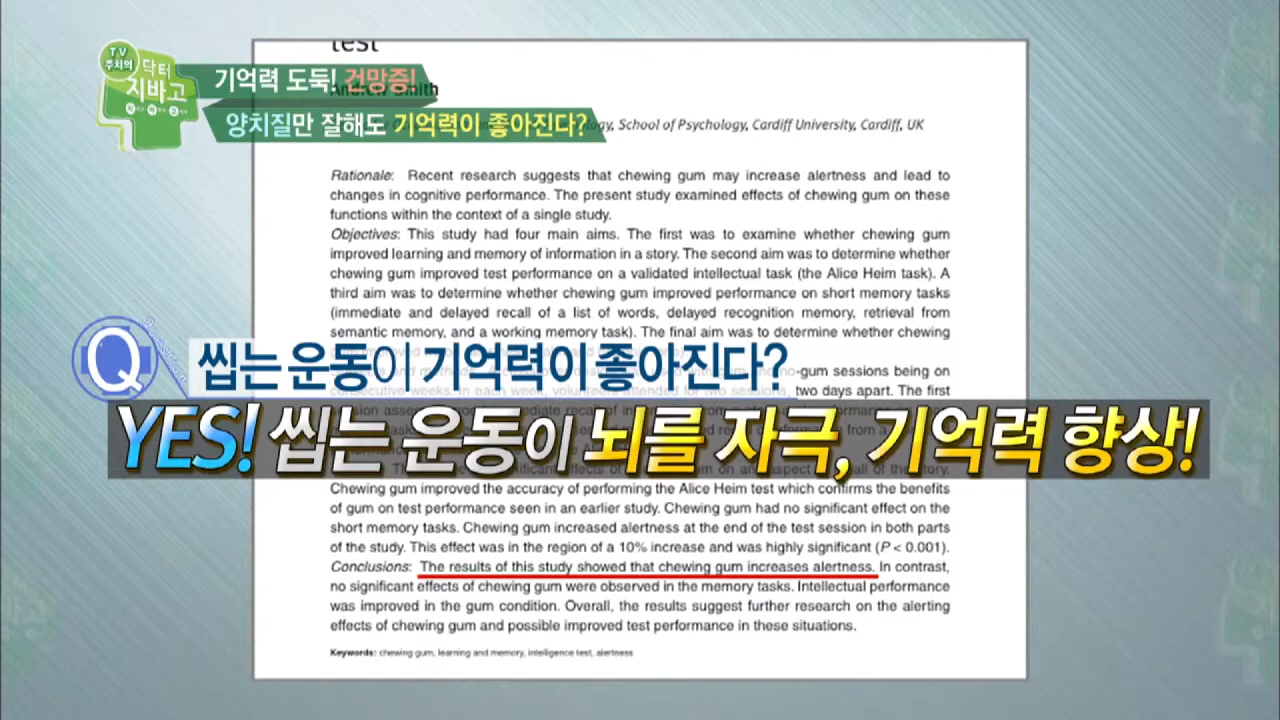 test
TV
주치의
닥터
지바고
기억력 도둑! 건망증!
Andrew Smith
양치질만 잘해도 기억력이 좋아진다?
School of Psychology, Cardiff University, Cardiff, UK
Rationale: Recent research suggests that chewing gum may increase alertness and lead to
changes in cognitive performance. The present study examined effects of chewing gum on these
functions within the context of a single study.
Objectives: This study had four main aims. The first was to examine whether chewing gum
improved learning and memory of information in a story. The second aim was to determine whether
chewing gum improved test performance on a validated intellectual task (the Alice Heim task). A
third aim was to determine whether chewing gum improved performance on short memory tasks
(immediate and delayed recall of a list of words, delayed recognition memory, retrieval from
semantic memory, and a working memory task). The final aim was to determine whether chewing
Q
Question
씹는 운동이 기억력이 좋아진다?
-gum sessions being on
two days apart. The first
YES! 씹는 운동이 뇌를 자극, 기억력 향상!
Chewing gum improved the accuracy of performing the Alice Heim test which confirms the benefits
of gum on test performance seen in an earlier study. Chewing gum had no significant effect on the
short memory tasks. Chewing gum increased alertness at the end of the test session in both parts
of the study. This effect was in the region of a 10% increase and was highly significant (P < 0.001).
Conclusions: The results of this study showed that chewing gum increases alertness. In contrast,
no significant effects of chewing gum were observed in the memory tasks. Intellectual performance
was improved in the gum condition. Overall, the results suggest further research on the alerting
effects of chewing gum and possible improved test performance in these situations.
Keywords: chewing gum, learning and memory, intelligence test, alertness